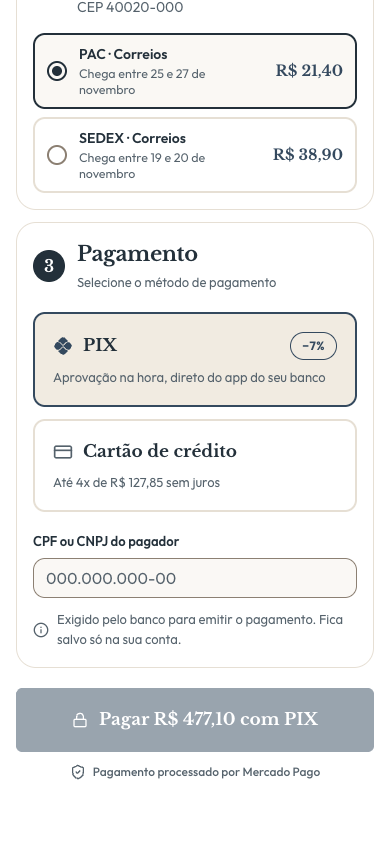 CEP 40020-000
PAC · Correios
Chega entre 25 e 27 de
novembro
R$ 21,40
SEDEX · Correios
Chega entre 19 e 20 de
novembro
R$ 38,90
3
Pagamento
Selecione o método de pagamento
PIX
-7%
Aprovação na hora, direto do app do seu banco
Cartão de crédito
Até 4x de R$ 127,85 sem juros
CPF ou CNPJ do pagador
000.000.000-00
Exigido pelo banco para emitir o pagamento. Fica
salvo só na sua conta.
Pagar R$ 477,10 com PIX
Pagamento processado por Mercado Pago